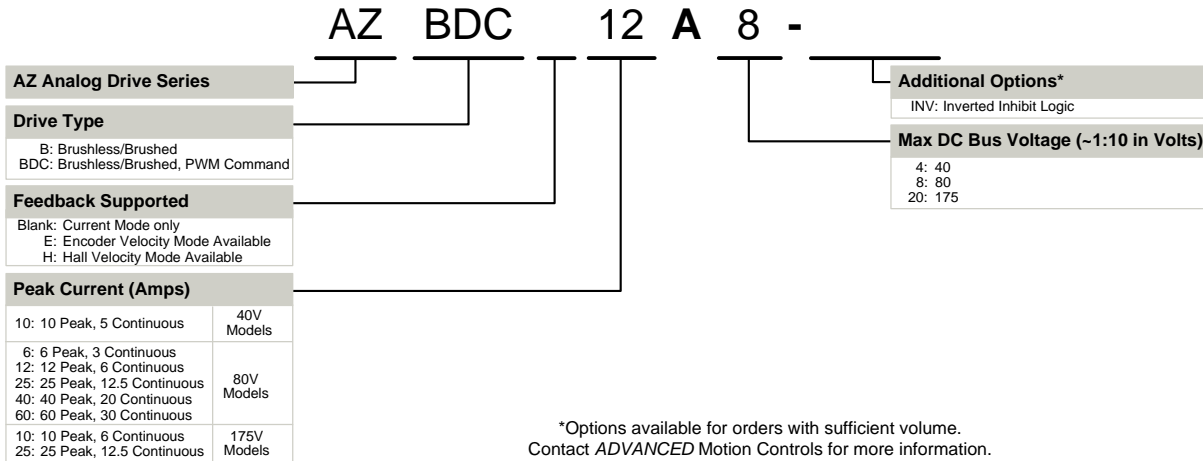 AZ BDC 12 A 8 -
AZ Analog Drive Series
Drive Type
B: Brushless/Brushed
BDC: Brushless/Brushed, PWM Command
Feedback Supported
Blank: Current Mode only
E: Encoder Velocity Mode Available
H: Hall Velocity Mode Available
Peak Current (Amps)
10: 10 Peak, 5 Continuous
40V
Models
6: 6 Peak, 3 Continuous
12: 12 Peak, 6 Continuous
25: 25 Peak, 12.5 Continuous
40: 40 Peak, 20 Continuous
60: 60 Peak, 30 Continuous
80V
Models
10: 10 Peak, 6 Continuous
25: 25 Peak, 12.5 Continuous
175V
Models
Additional Options*
INV: Inverted Inhibit Logic
Max DC Bus Voltage (~1:10 in Volts)
4: 40
8: 80
20: 175
*Options available for orders with sufficient volume.
Contact ADVANCED Motion Controls for more information.